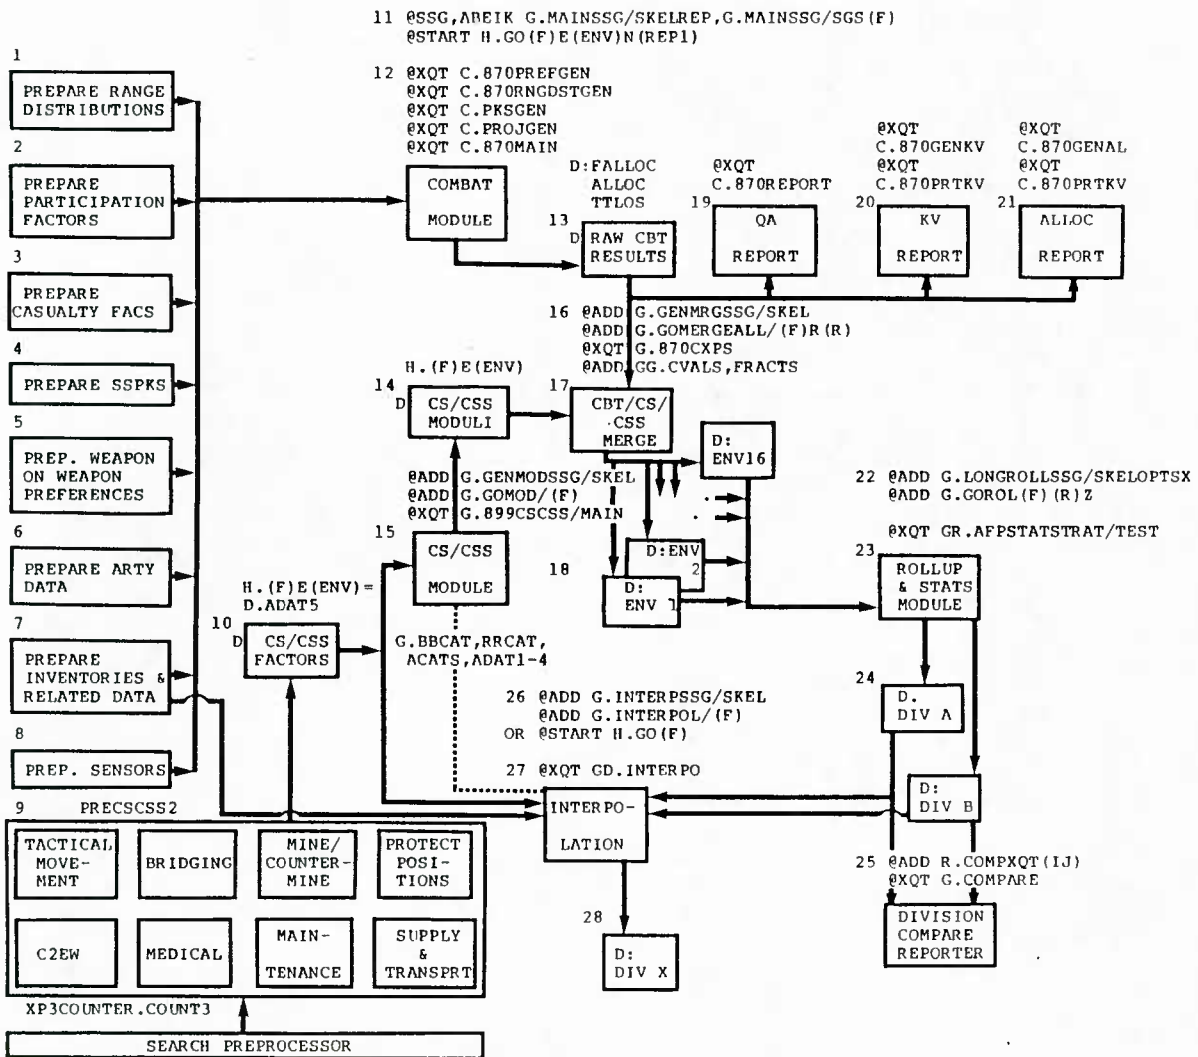 11 @SSG,ABEIK G.MAINSSG/SKELREP,G.MAINSSG/SGS(F)
@START H.GO(F)E(ENV)N(REP1)
1
PREPARE RANGE
DISTRIBUTIONS
2
PREPARE
PARTICIPATION
FACTORS
3
PREPARE
CASUALTY FACS
4
PREPARE SSPKS
5
PREP. WEAPON
ON WEAPON
PREFERENCES
6
PREPARE ARTY
DATA
7
PREPARE
INVENTORIES &
RELATED DATA
8
PREP. SENSORS
12 @XQT C.870PREFGEN
@XQT C.870RNGDSTGEN
@XQT C.PKSGEN
@XQT C.PROJGEN
@XQT C.870MAIN
COMBAT
MODULE
D:FALLOC
ALLOC
TTLOS
13
D
RAW CBT
RESULTS
@XQT
C.870REPORT
19
QA
REPORT
@XQT
C.870GENKV
@XQT
C.870PRTKV
20
KV
REPORT
@XQT
C.870GENAL
@XQT
C.870PRTKV
21
ALLOC
REPORT
16 @ADD G.GENMRGSSG/SKEL
@ADD G.GOMERGEALL/(F)R(R)
@XQT G.870CXPS
@ADD GG.CVALS,FRACTS
H.(F)E(ENV)
14
D
CS/CSS
MODULI
17
CBT/CS/
CSS
MERGE
D:
ENV16
@ADD G.GENMODSSG/SKEL
@ADD G.GOMOD/(F)
@XQT G.899CSCSS/MAIN
15
CS/CSS
MODULE
18
D:ENV
2
D:
ENV 1
22 @ADD G.LONGROLLSSG/SKELOPTSX
@ADD G.GOROL(F)(R)Z
@XQT GR.AFPSTATSTRAT/TEST
23
ROLLUP
& STATS
MODULE
H.(F)E(ENV)=
D.ADAT5
10
D
CS/CSS
FACTORS
G.BBCAT,RRCAT,
ACATS,ADAT1-4
24
D.
DIV A
26 @ADD G.INTERPSSG/SKEL
@ADD G.INTERPOL/(F)
OR @START H.GO(F)
27 @XQT GD.INTERPO
INTERPO-
LATION
D:
DIV B
25 @ADD R.COMPXQT(IJ)
@XQT G.COMPARE
DIVISION
COMPARE
REPORTER
28
D:
DIV X
9 PRECSCSS2
TACTICAL
MOVE-
MENT
BRIDGING
MINE/
COUNTER-
MINE
PROTECT
POSI-
TIONS
C2EW
MEDICAL
MAIN-
TENANCE
SUPPLY
&
TRANSPRT
XP3COUNTER.COUNT3
SEARCH PREPROCESSOR